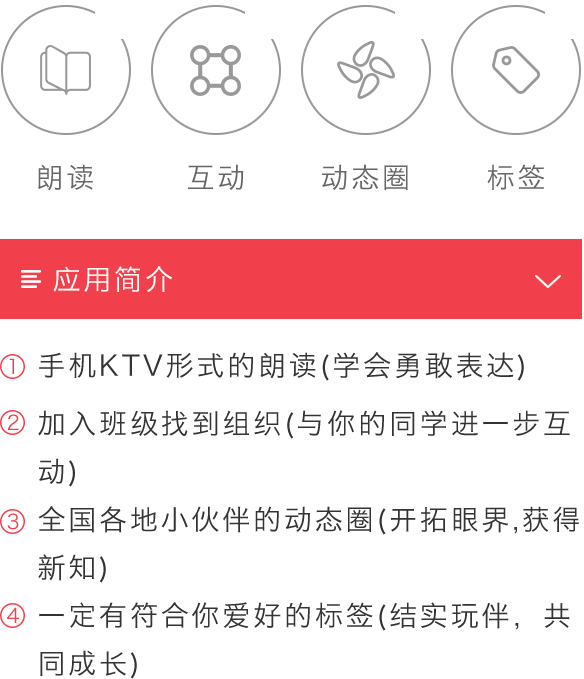 朗读 互动 动态圈 标签
应用简介
① 手机KTV形式的朗读(学会勇敢表达)
② 加入班级找到组织(与你的同学进一步互
动)
③ 全国各地小伙伴的动态圈(开拓眼界,获得
新知)
④ 一定有符合你爱好的标签(结实玩伴，共
同成长)